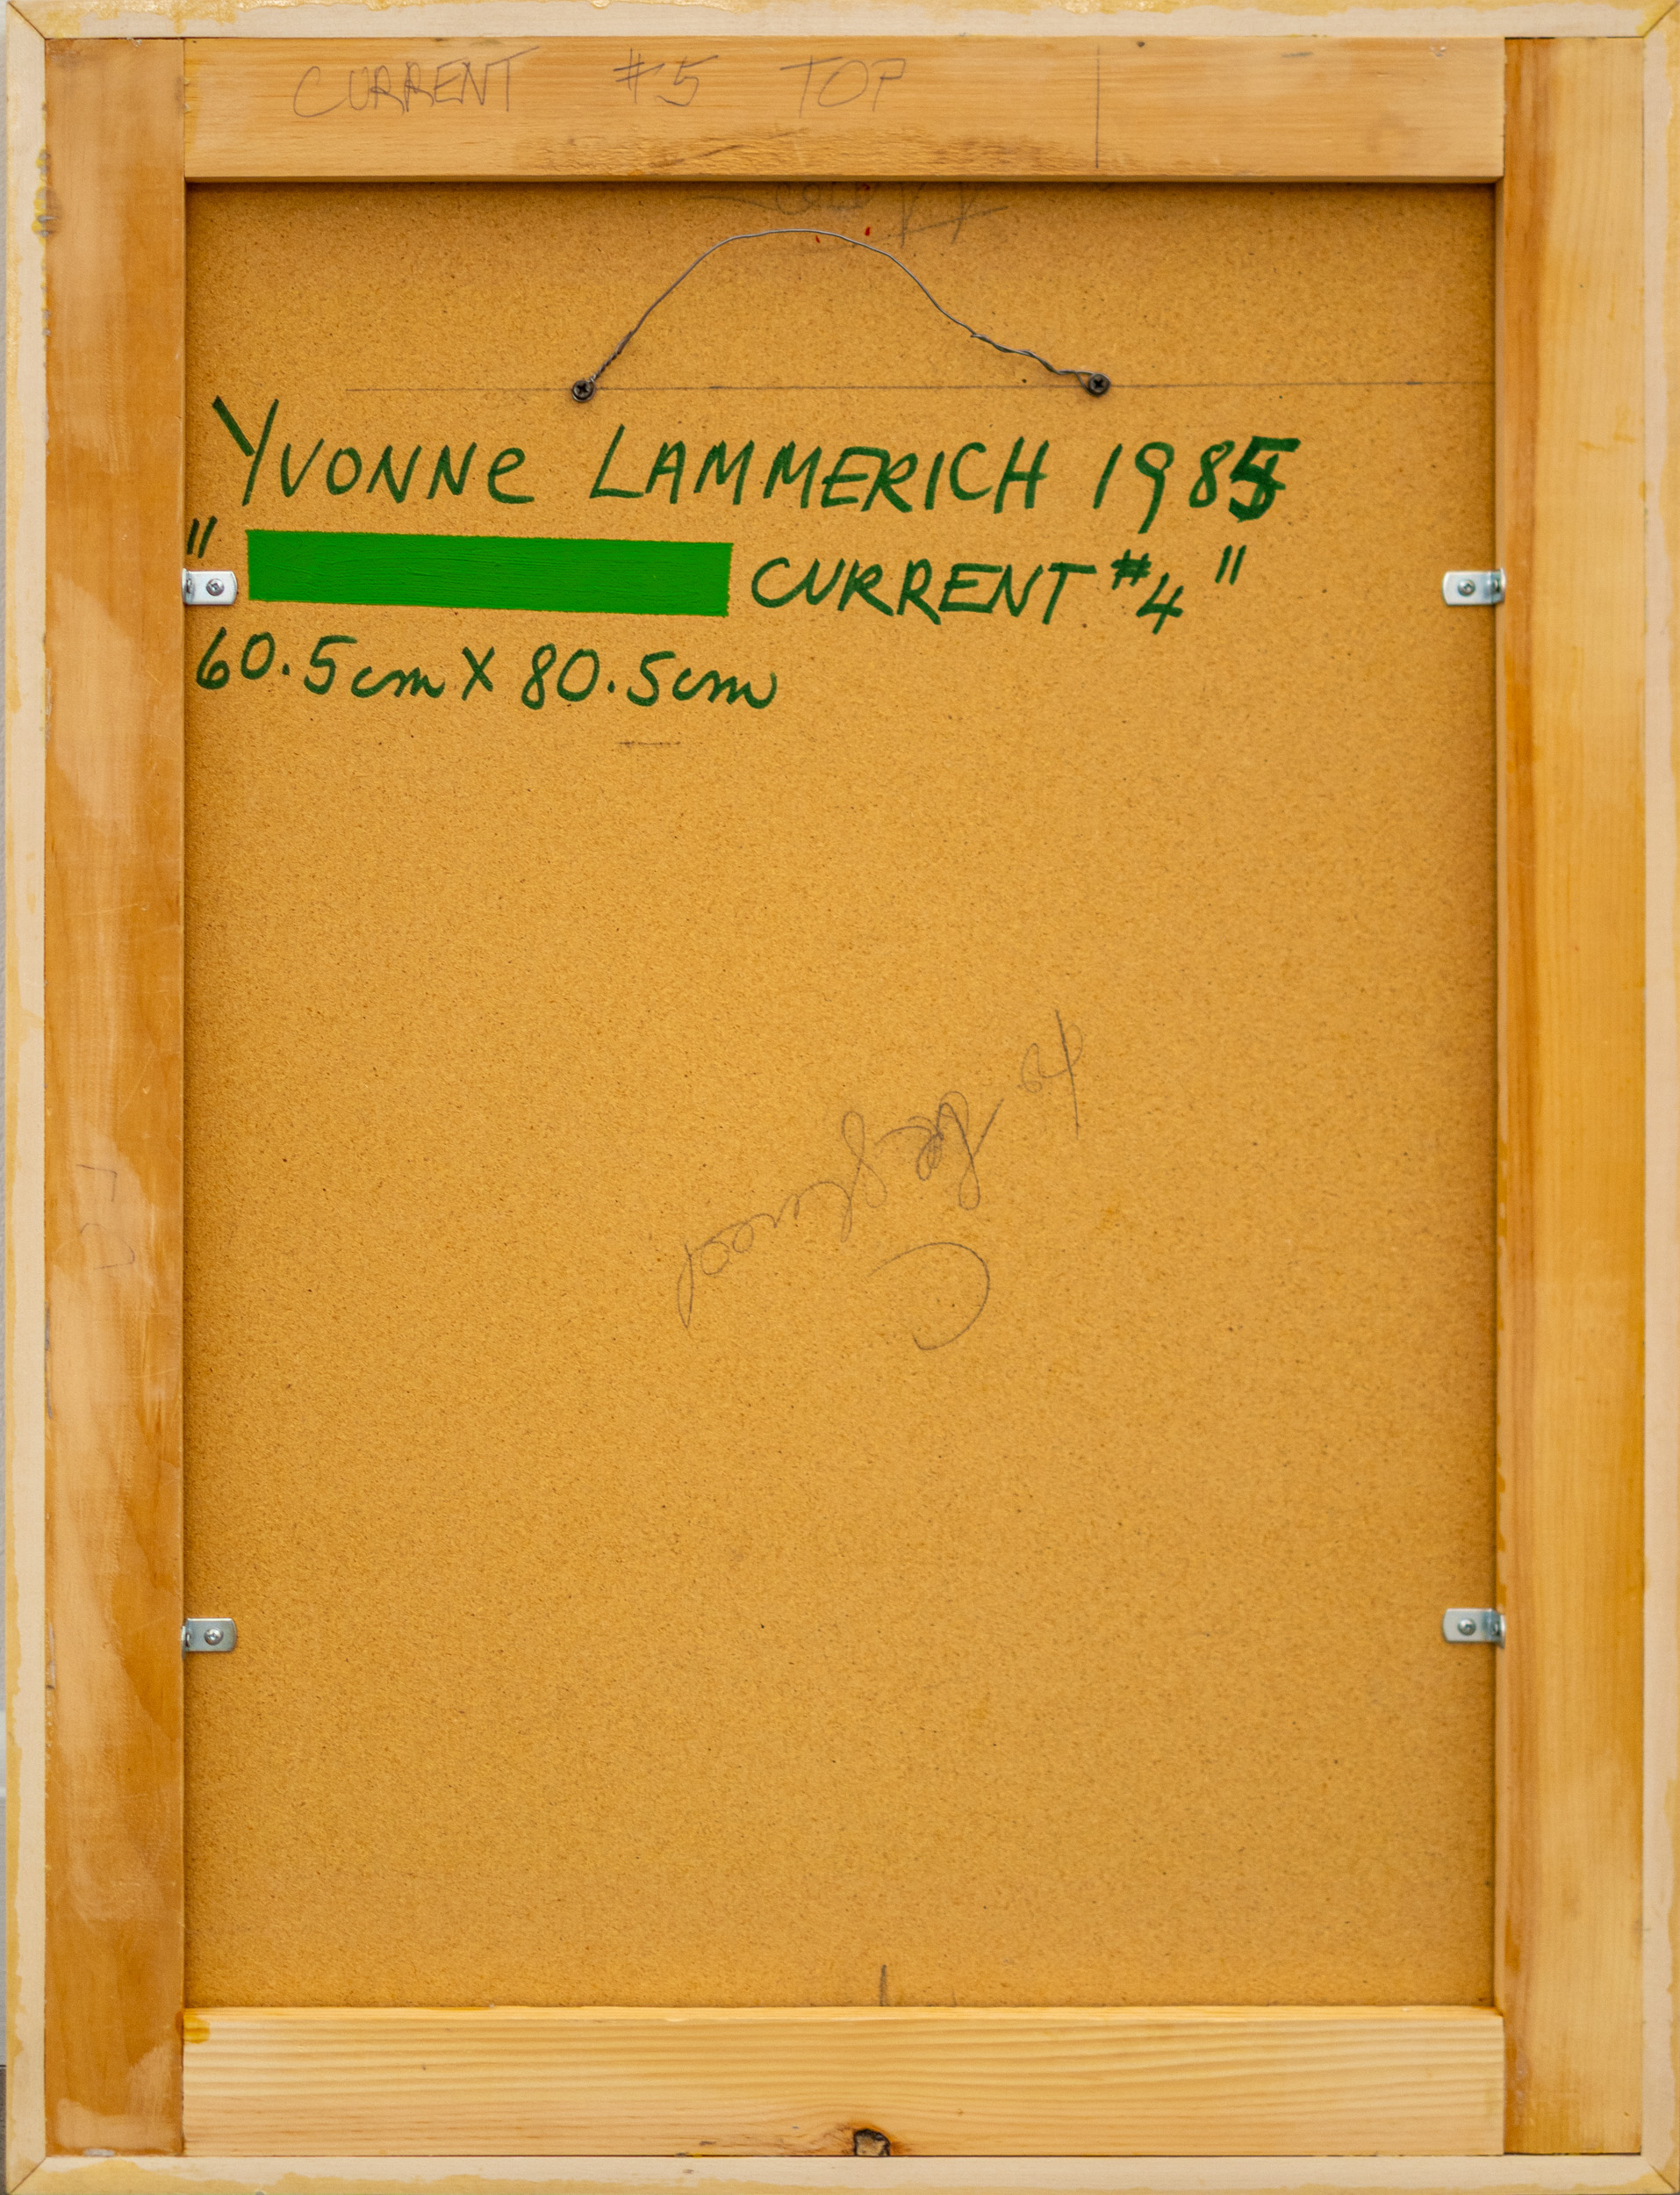 CURRENT #5 TOP
YVONNe LAMMERICH 1985
" CURRENT #4"
60.5cm X 80.5cm